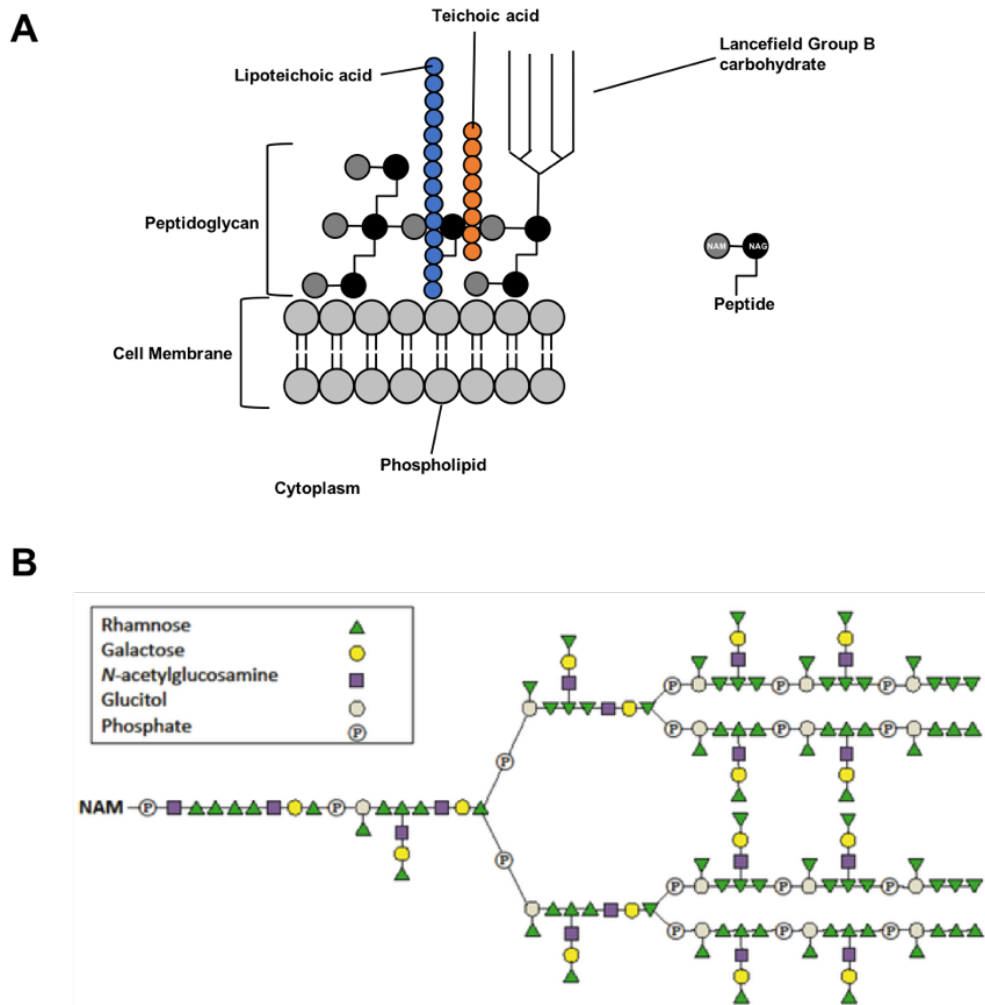 A
Teichoic acid
Lipoteichoic acid
Lancefield Group B
carbohydrate
Peptidoglycan
NAM
NAG
Peptide
Cell Membrane
Phospholipid
Cytoplasm
B
Rhamnose
Galactose
N-acetylglucosamine
Glucitol
Phosphate P
P P P
P
P P P
NAM P P
P
P P P
P P P